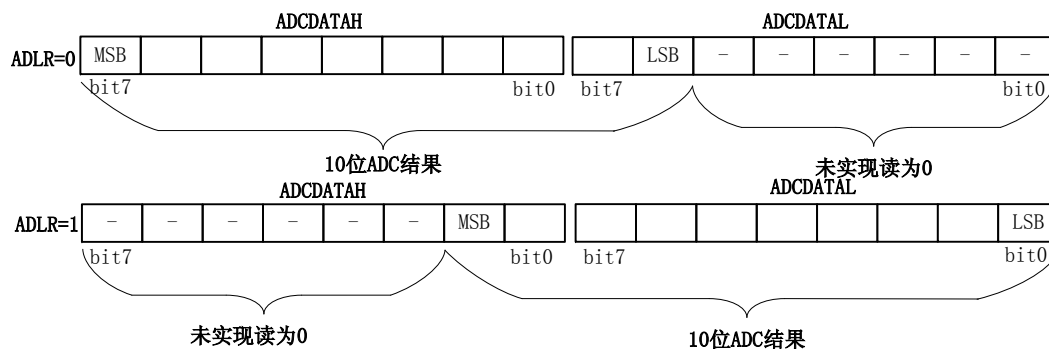 ADCDATAH ADCDATAL
ADLR=0 MSB LSB - - - - - -
bit7 bit0 bit7 bit0
10位ADC结果 未实现读为0
ADCDATAH ADCDATAL
ADLR=1 - - - - - - MSB LSB
bit7 bit0 bit7 bit0
未实现读为0 10位ADC结果